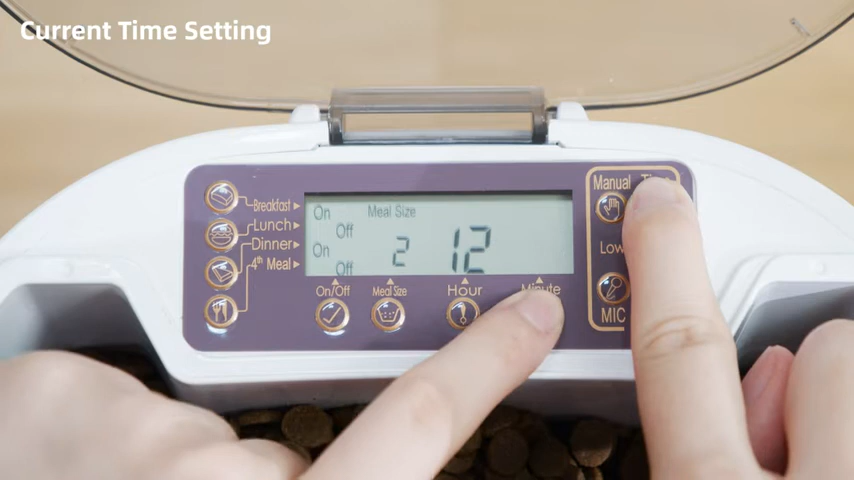 Current Time Setting
Breakfast
Lunch
Dinner
4th Meal
On
Off
On
Off
Meal Size
2
12
On/Off
Meal Size
Hour
Minute
Manual
MIC